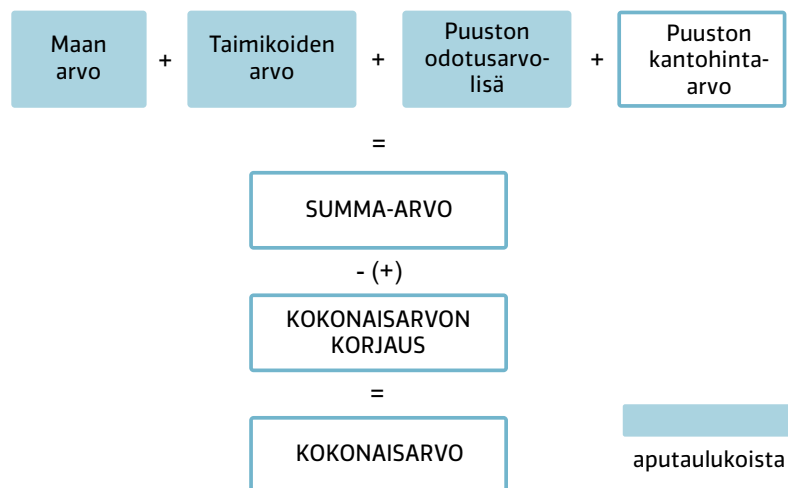 Maan
arvo
+
Taimikoiden
arvo
+
Puuston
odotusarvo-
lisä
+
Puuston
kantohinta-
arvo
=
SUMMA-ARVO
- (+)
KOKONAISARVON
KORJAUS
=
KOKONAISARVO
aputaulukoista